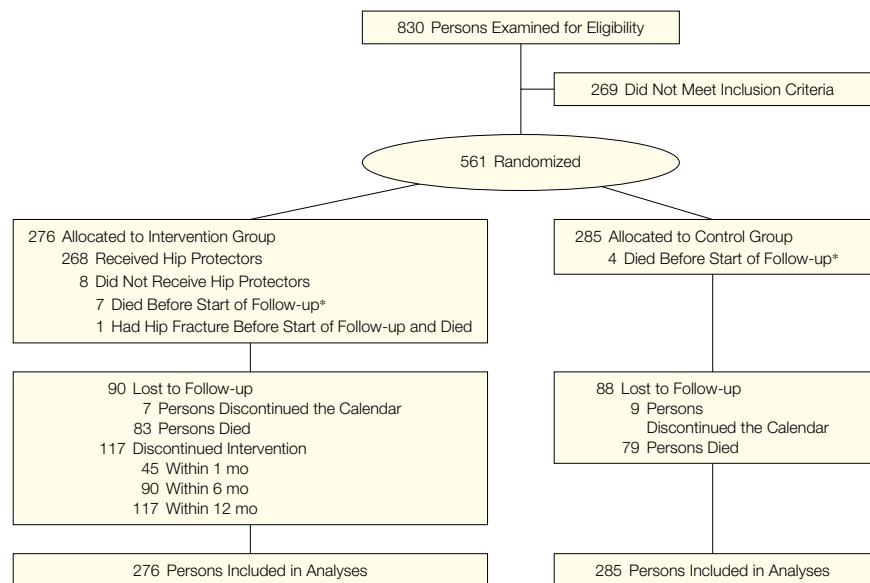 830 Persons Examined for Eligibility
269 Did Not Meet Inclusion Criteria
561 Randomized
276 Allocated to Intervention Group
268 Received Hip Protectors
8 Did Not Receive Hip Protectors
7 Died Before Start of Follow-up*
1 Had Hip Fracture Before Start of Follow-up and Died
285 Allocated to Control Group
4 Died Before Start of Follow-up*
90 Lost to Follow-up
7 Persons Discontinued the Calendar
83 Persons Died
117 Discontinued Intervention
45 Within 1 mo
90 Within 6 mo
117 Within 12 mo
88 Lost to Follow-up
9 Persons
Discontinued the Calendar
79 Persons Died
276 Persons Included in Analyses
285 Persons Included in Analyses